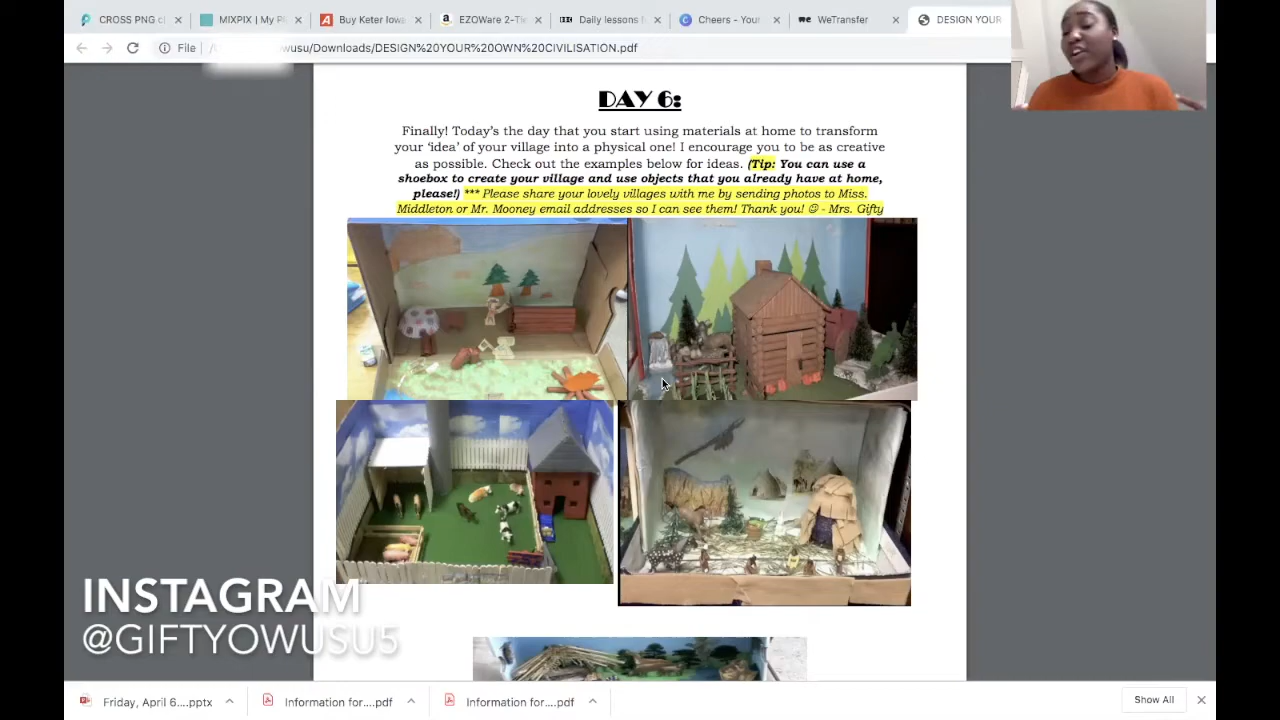 CROSS PNG c
MIXPIX | My P
Buy Keter Iow
EZOWare 2-Tie
Daily lessons f
Cheers - Your
WeTransfer
DESIGN YOUR
File
owusu/Downloads/DESIGN%20YOUR%20OWN%20CIVILISATION.pdf
DAY 6:
Finally! Today's the day that you start using materials at home to transform
your 'idea' of your village into a physical one! I encourage you to be as creative
as possible. Check out the examples below for ideas. (Tip: You can use a
shoebox to create your village and use objects that you already have at home,
please!) *** Please share your lovely villages with me by sending photos to Miss.
Middleton or Mr. Mooney email addresses so I can see them! Thank you! ☺ - Mrs. Gifty
INSTAGRAM
@GIFTYOWUSU5
Friday, April 6....pptx
Information for....pdf
Information for....pdf
Show All